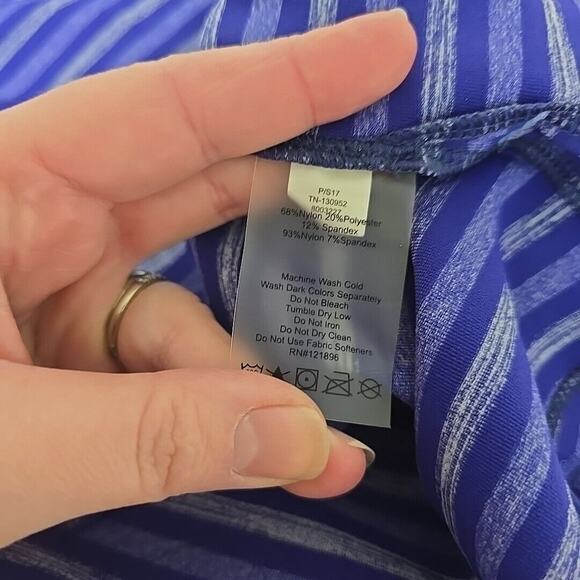 P/S17
TN-130952
8003227
68%Nylon 20%Polyester
12% Spandex
93%Nylon 7%Spandex
Machine Wash Cold
Wash Dark Colors Separately
Do Not Bleach
Tumble Dry Low
Do Not Iron
Do Not Dry Clean
Do Not Use Fabric Softeners
RN#121896